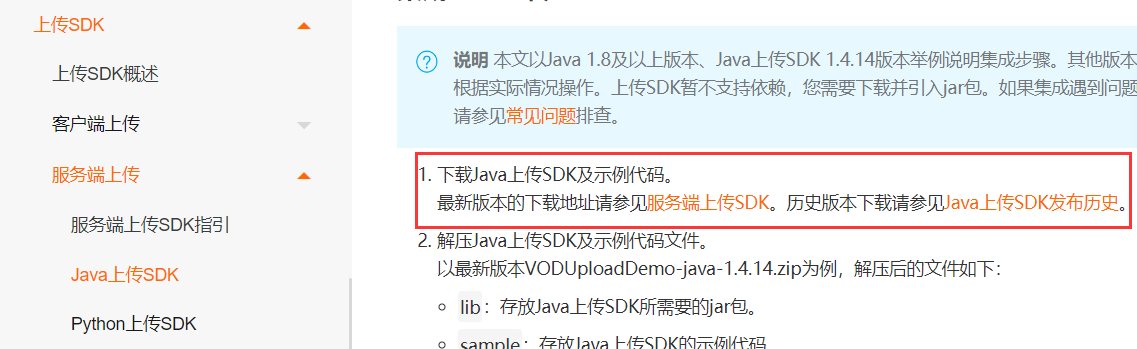 上传SDK
上传SDK概述
客户端上传
服务端上传
服务端上传SDK指引
Java上传SDK
Python上传SDK
说明 本文以Java 1.8及以上版本、Java上传SDK 1.4.14版本举例说明集成步骤。其他版本
根据实际情况操作。上传SDK暂不支持依赖，您需要下载并引入jar包。如果集成遇到问题
请参见常见问题排查。
1. 下载Java上传SDK及示例代码。
最新版本的下载地址请参见服务端上传SDK。历史版本下载请参见Java上传SDK发布历史。
2. 解压Java上传SDK及示例代码文件。
以最新版本VODUploadDemo-java-1.4.14.zip为例，解压后的文件如下：
lib：存放Java上传SDK所需要的jar包。
sample：存放Java上传SDK的示例代码